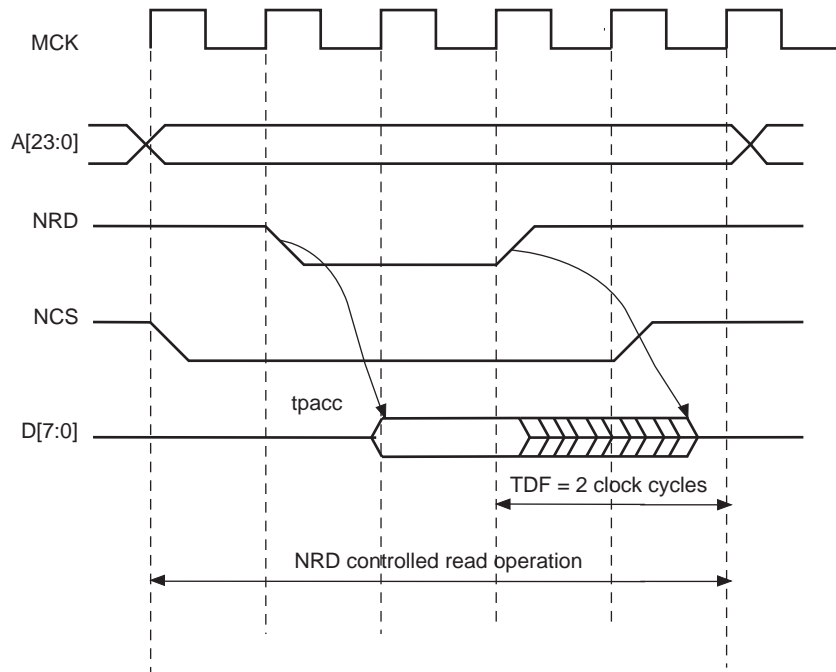 MCK
A[23:0]
NRD
NCS
tpacc
D[7:0]
TDF = 2 clock cycles
NRD controlled read operation